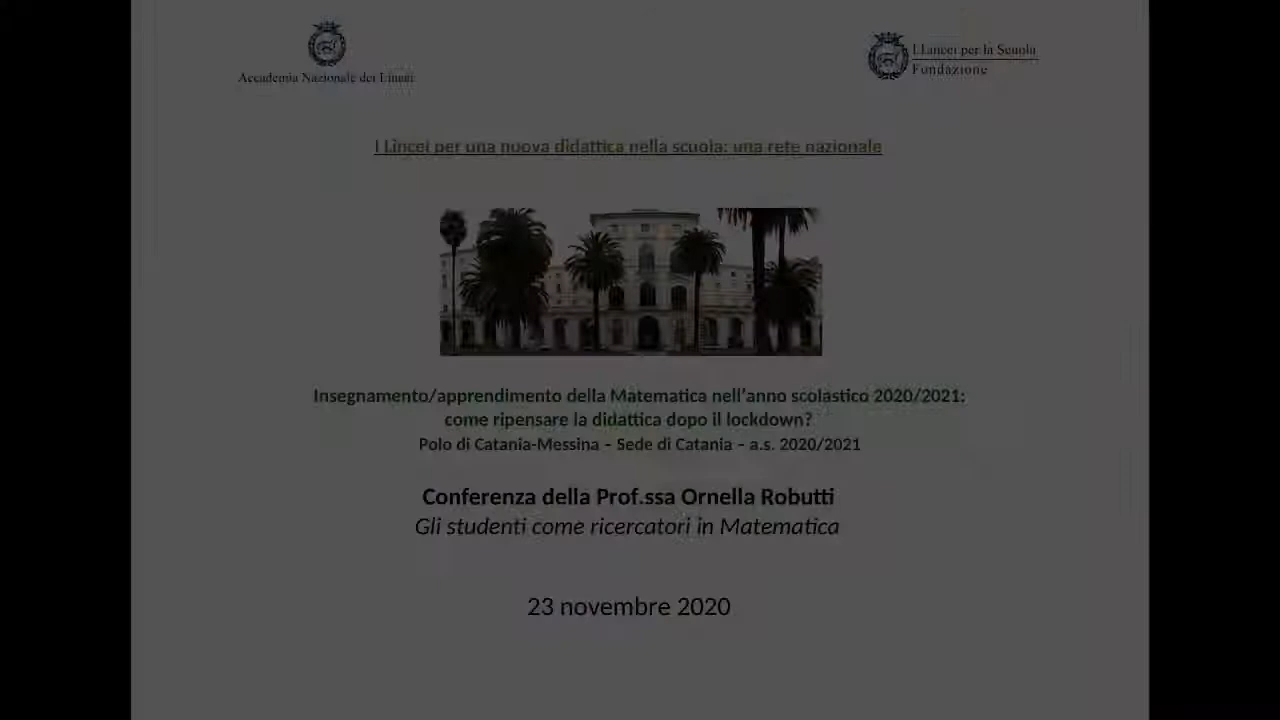 Accademia Nazionale dei Lincei
I Lincei per la Scuola
Fondazione
I Lincei per una nuova didattica nella scuola: una rete nazionale
Insegnamento/apprendimento della Matematica nell'anno scolastico 2020/2021:
come ripensare la didattica dopo il lockdown?
Polo di Catania-Messina – Sede di Catania – a.s. 2020/2021
Conferenza della Prof.ssa Ornella Robutti
Gli studenti come ricercatori in Matematica
23 novembre 2020